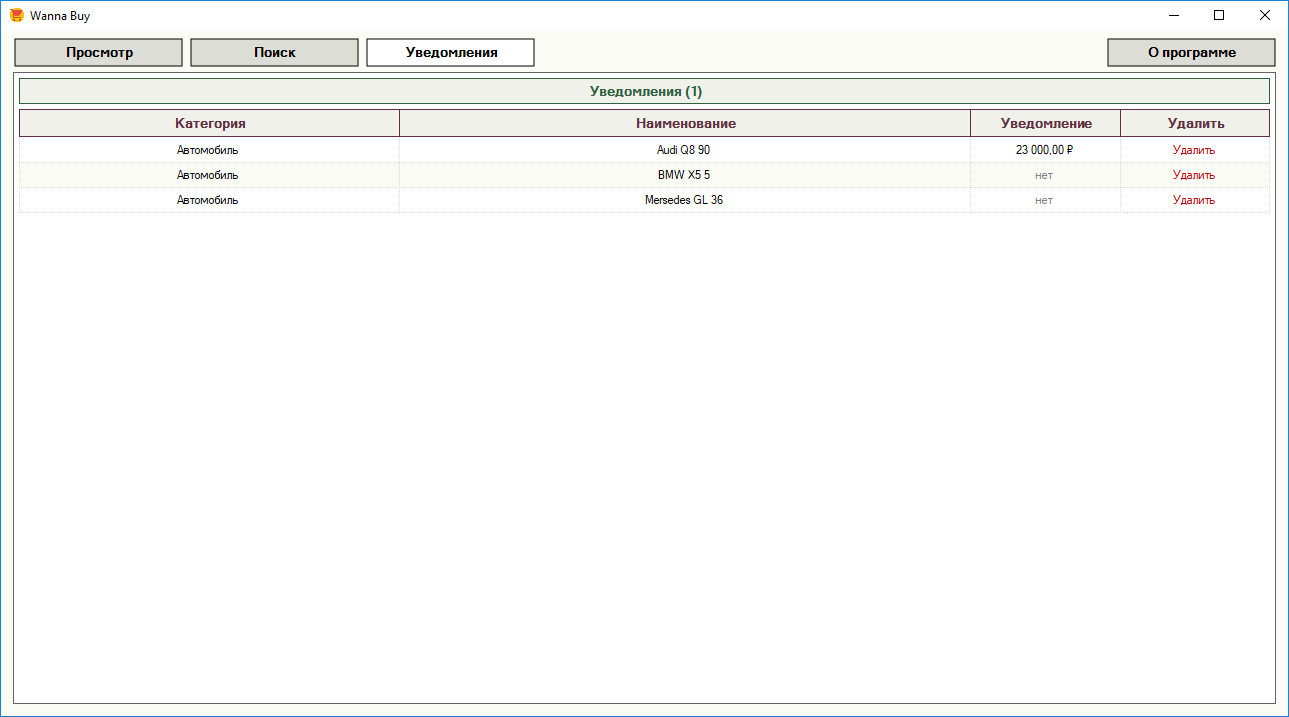 Wanna Buy
Просмотр Поиск Уведомления О программе
Уведомления (1)
Категория Наименование Уведомление Удалить
Автомобиль Audi Q8 90 23 000,00 ₽ Удалить
Автомобиль BMW X5 5 нет Удалить
Автомобиль Mersedes GL 36 нет Удалить